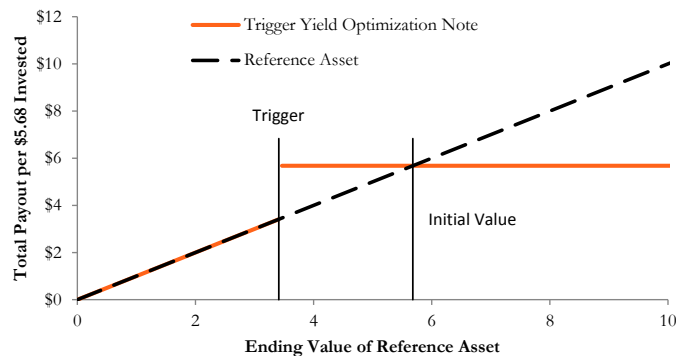 Trigger Yield Optimization Note
Reference Asset
Total Payout per $5.68 Invested
$12
$10
$8
$6
$4
$2
$0
Trigger
Initial Value
0 2 4 6 8 10
Ending Value of Reference Asset